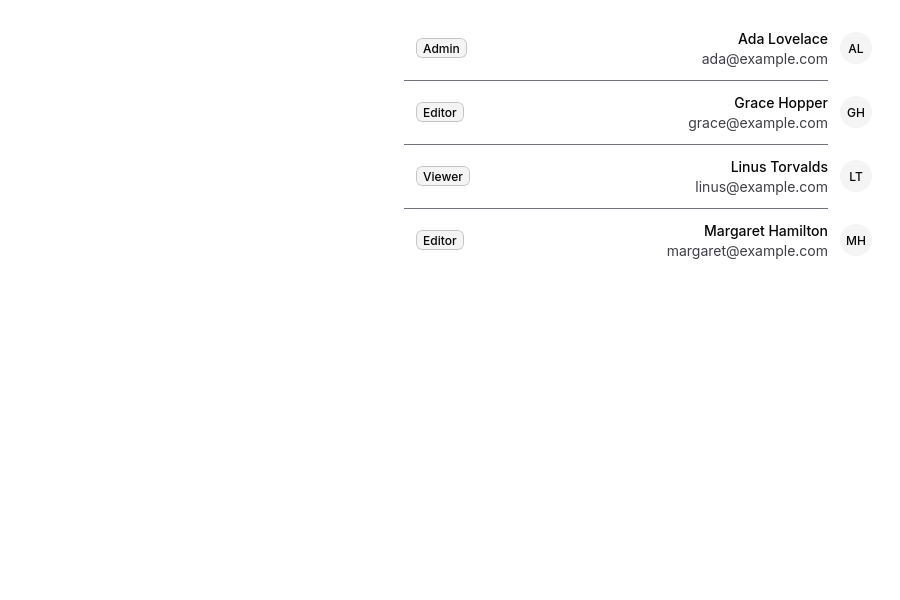 Admin
Ada Lovelace
ada@example.com
AL
Editor
Grace Hopper
grace@example.com
GH
Viewer
Linus Torvalds
linus@example.com
LT
Editor
Margaret Hamilton
margaret@example.com
MH